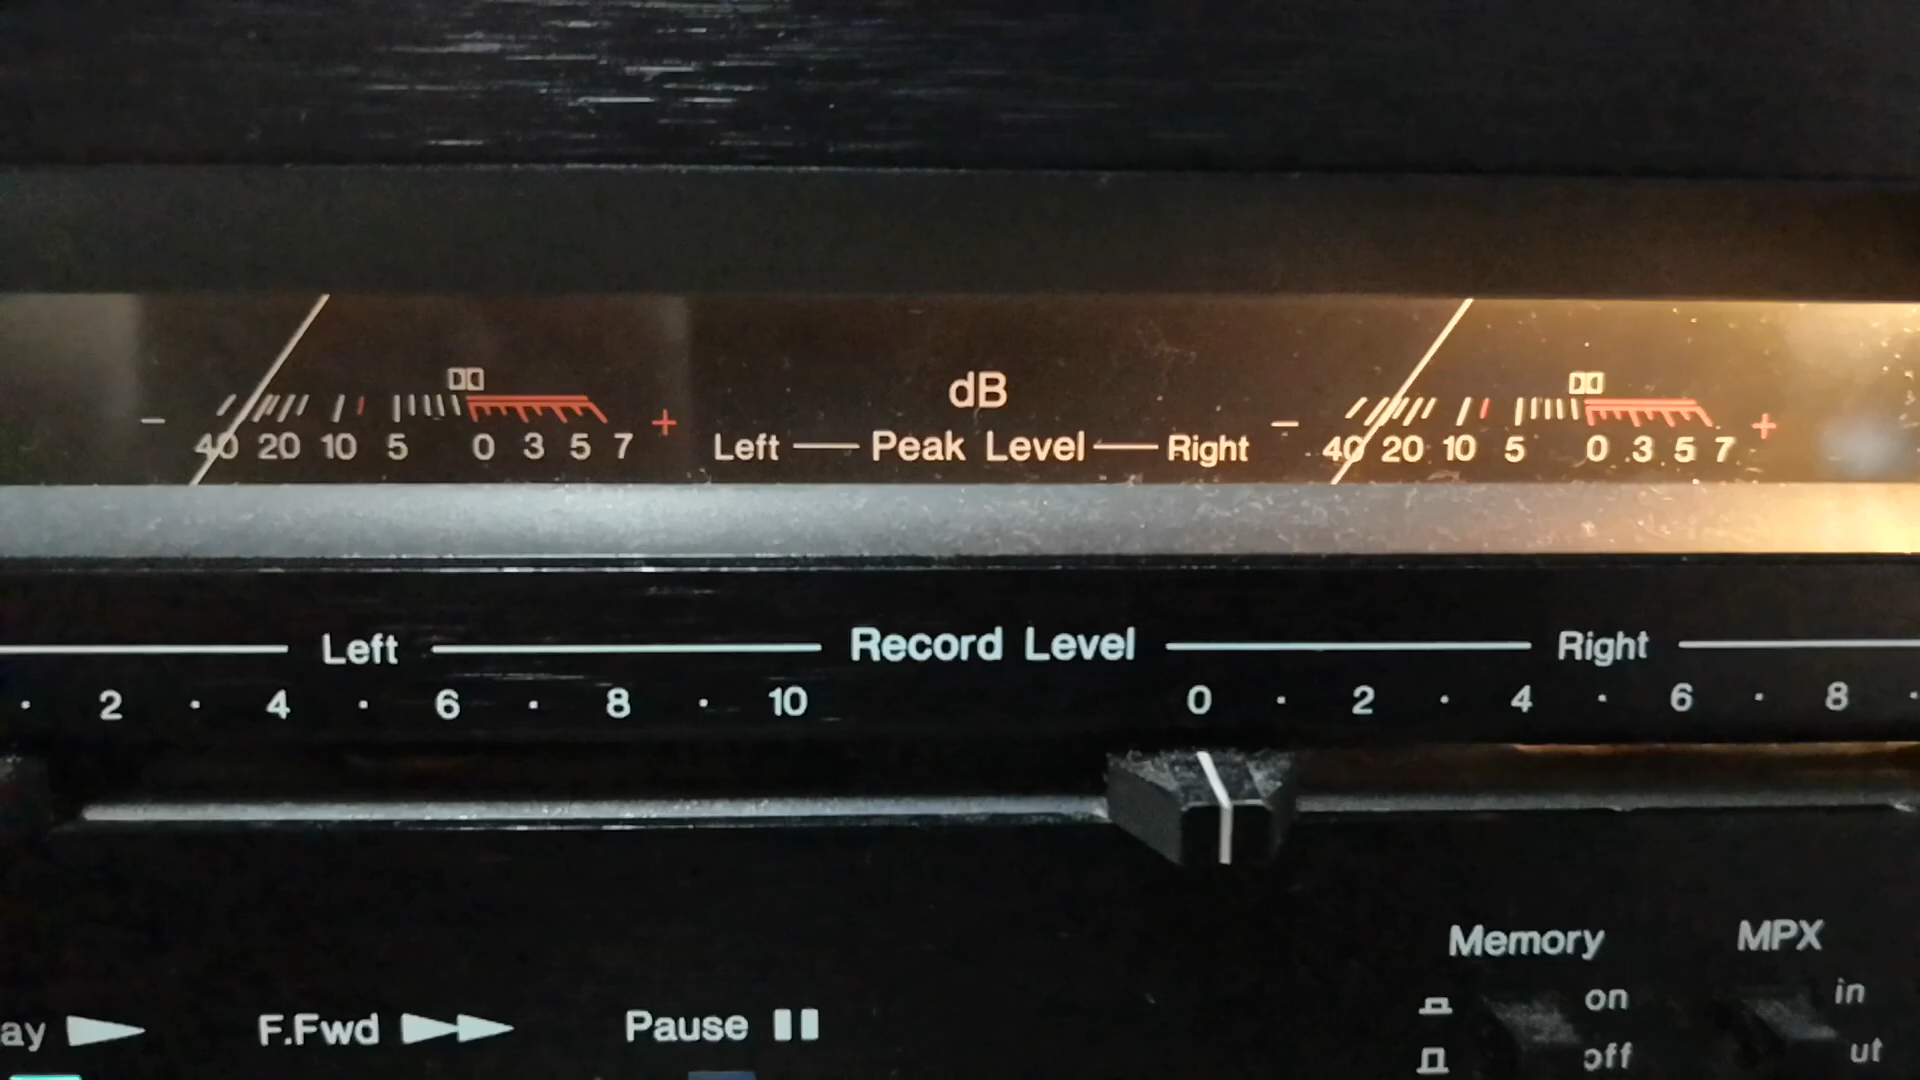 dB
− 40 20 10 5 0 3 5 7 +
Left — Peak Level — Right
− 40 20 10 5 0 3 5 7 +
Left Record Level Right
· 2 · 4 · 6 · 8 · 10
0 · 2 · 4 · 6 · 8 ·
Memory
on
off
MPX
in
ut
ay
F.Fwd
Pause